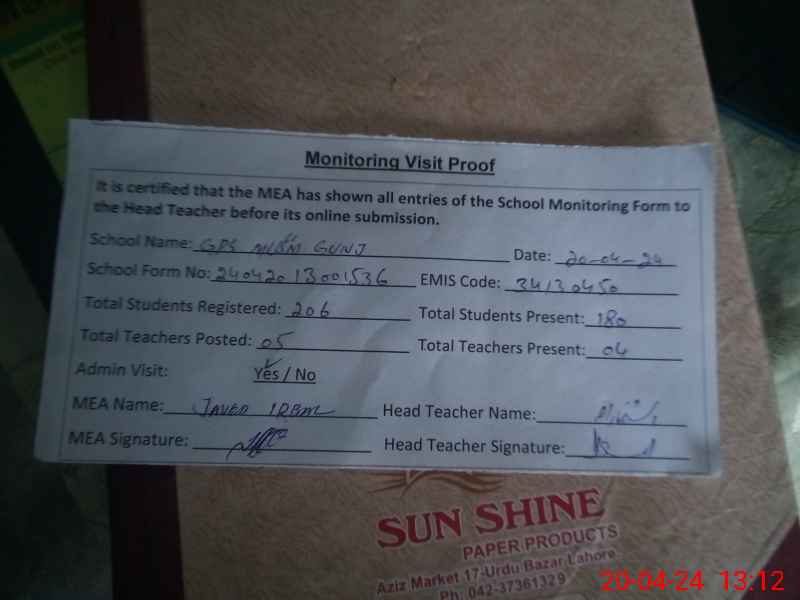 Monitoring Visit Proof
It is certified that the MEA has shown all entries of the School Monitoring Form to
the Head Teacher before its online submission.
School Name: GPS Date: 20-04-24
School Form No: 24042013001536 EMIS Code: 34130450
Total Students Registered: 206 Total Students Present: 180
Total Teachers Posted: 05 Total Teachers Present: 04
Admin Visit: Yes / No
MEA Name: JAVED Head Teacher Name:
MEA Signature: Head Teacher Signature:
SUN SHINE
PAPER PRODUCTS
Aziz Market 17-Urdu Bazar Lahore
Ph: 042-37361329
20-04-24 13:12